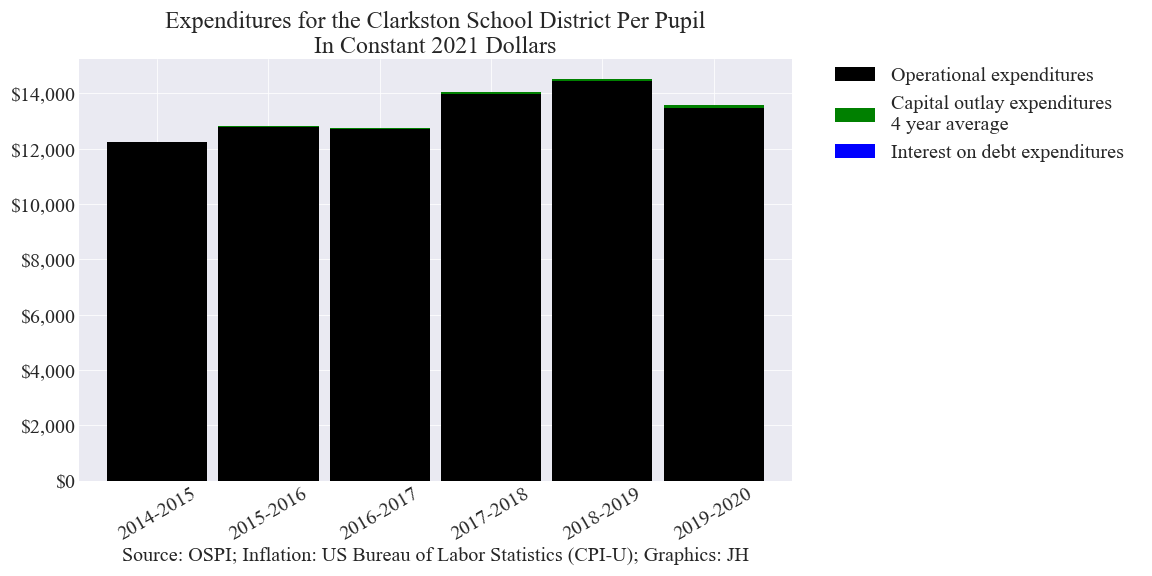 Expenditures for the Clarkston School District Per Pupil
In Constant 2021 Dollars
$14,000
$12,000
$10,000
$8,000
$6,000
$4,000
$2,000
$0
2014-2015
2015-2016
2016-2017
2017-2018
2018-2019
2019-2020
Source: OSPI; Inflation: US Bureau of Labor Statistics (CPI-U); Graphics: JH
Operational expenditures
Capital outlay expenditures
4 year average
Interest on debt expenditures